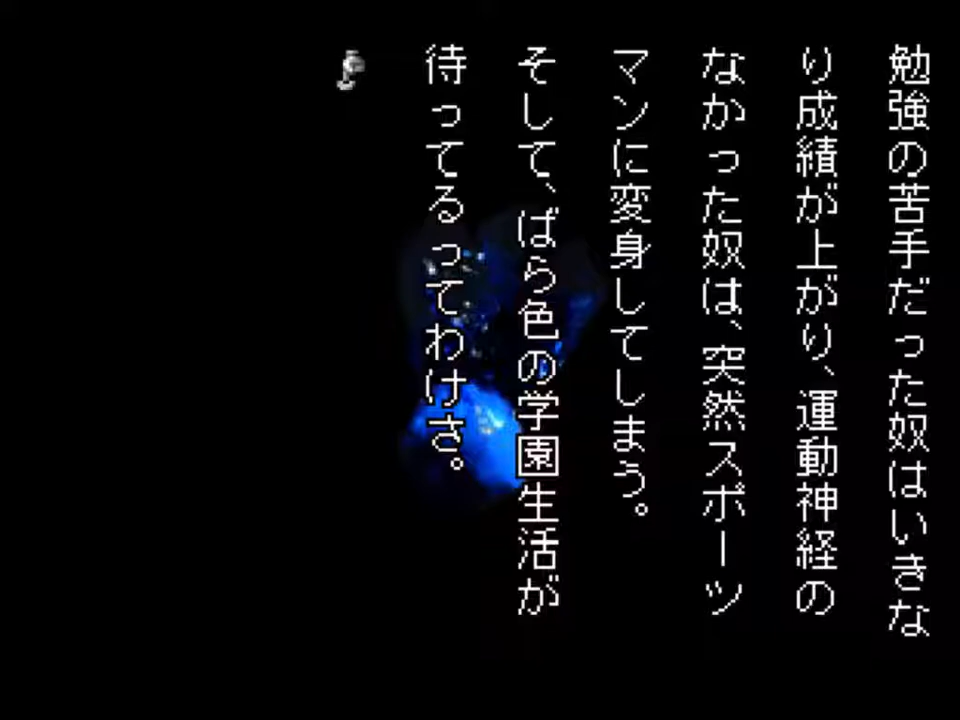 勉強の苦手だった奴はいきな
り成績が上がり、運動神経の
なかった奴は、突然スポーツ
マンに変身してしまう。
そして、ばら色の学園生活が
待ってるってわけさ。